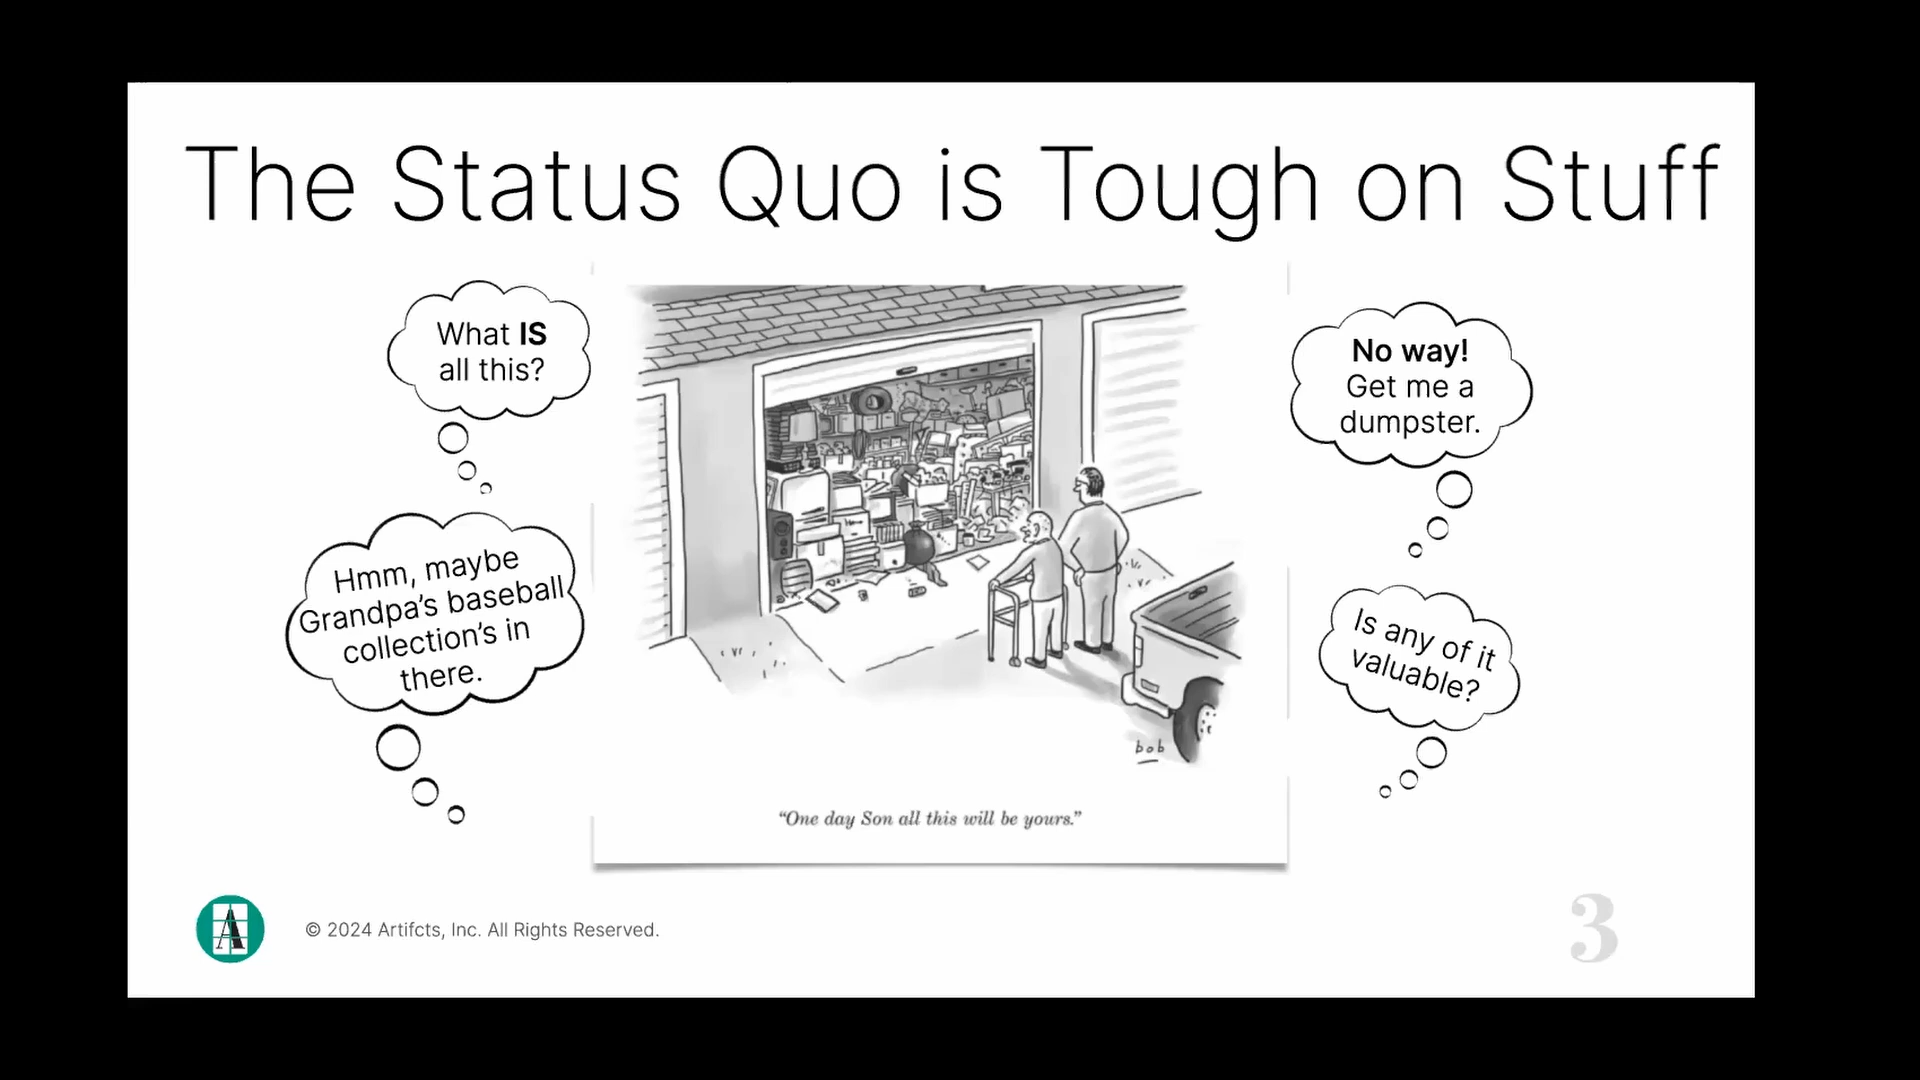 The Status Quo is Tough on Stuff
What IS
all this?
Hmm, maybe
Grandpa's baseball
collection's in
there.
No way!
Get me a
dumpster.
Is any of it
valuable?
bob
“One day Son all this will be yours.”
A
© 2024 Artifcts, Inc. All Rights Reserved.
3